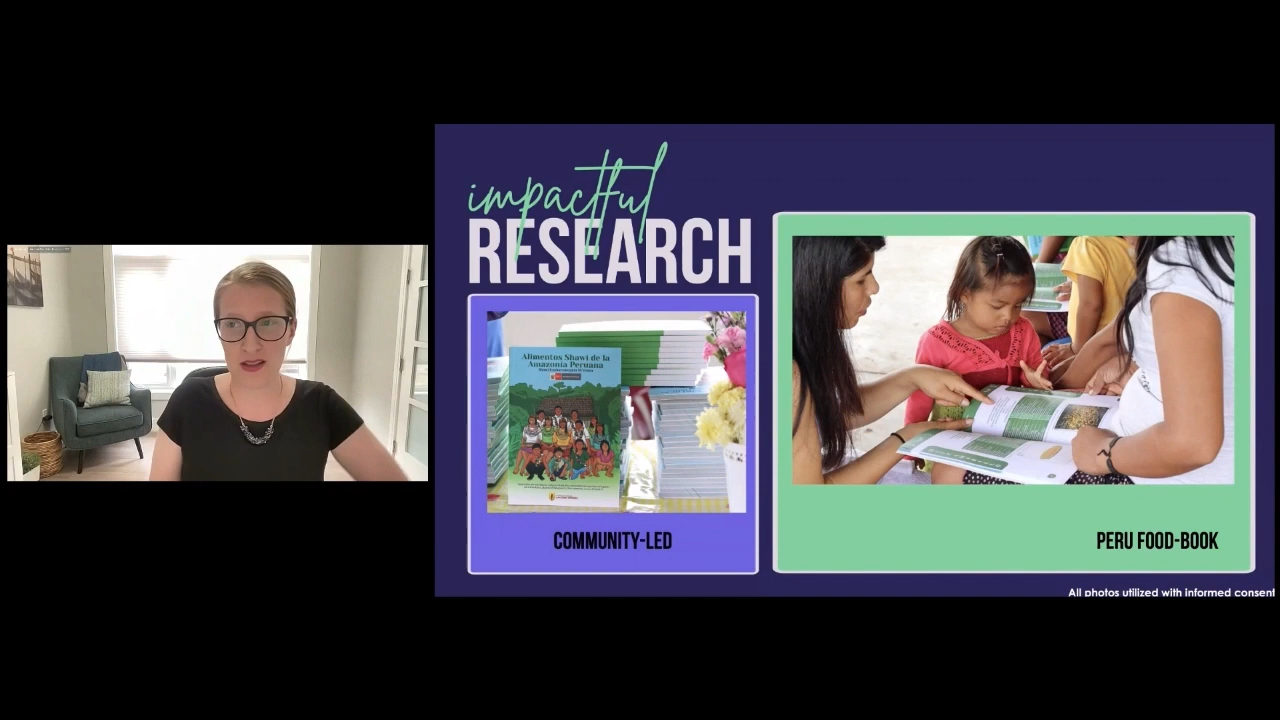 impactful
RESEARCH
Alimentos Shawi de la
Amazonía Peruana
COMMUNITY-LED
PERU FOOD-BOOK
All photos utilized with informed consent